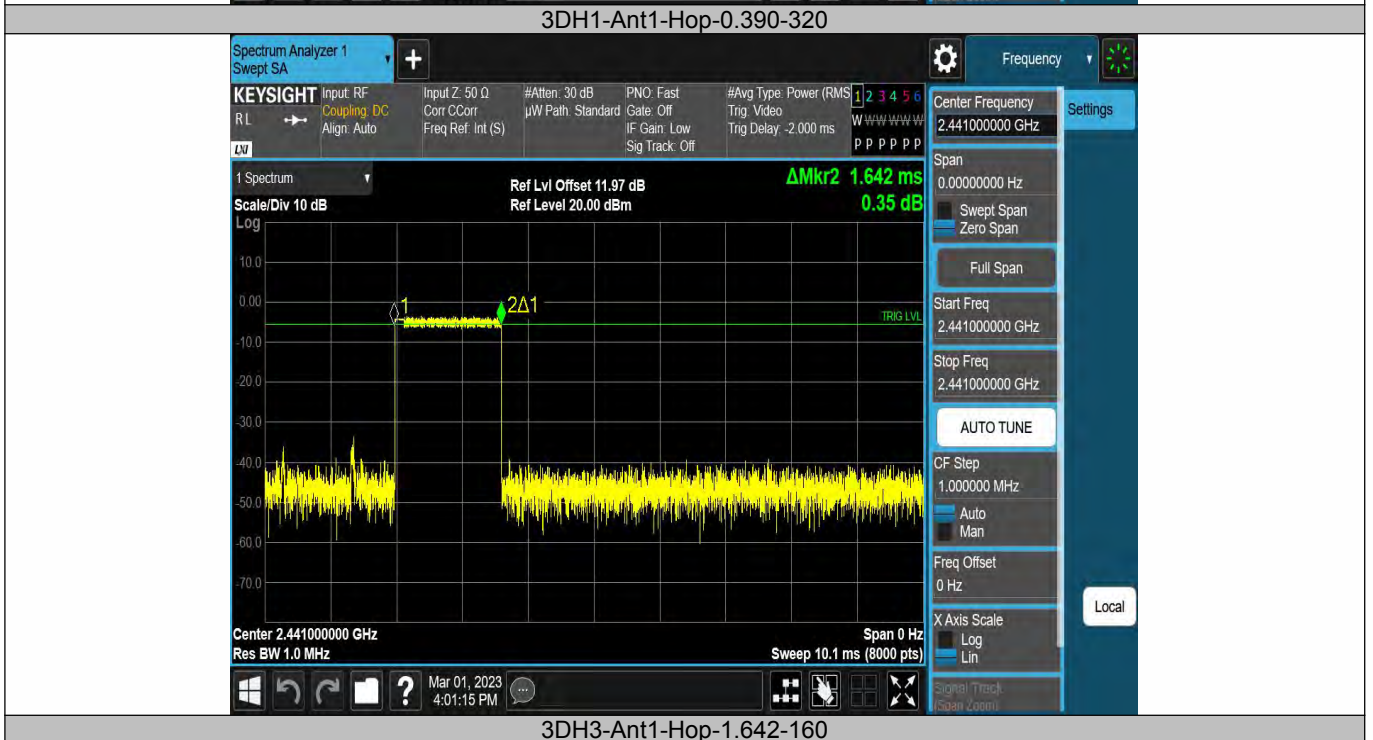 3DH1-Ant1-Hop-0.390-320
Spectrum Analyzer 1
Swept SA
+
Frequency
KEYSIGHT
RL
LXI
Input: RF
Coupling: DC
Align: Auto
Input Z: 50 Ω
Corr CCorr
Freq Ref: Int (S)
#Atten: 30 dB
µW Path: Standard
PNO: Fast
Gate: Off
IF Gain: Low
Sig Track: Off
#Avg Type: Power (RMS
Trig: Video
Trig Delay: -2.000 ms
1 2 3 4 5 6
W W W W W W
P P P P P P
1 Spectrum
Scale/Div 10 dB
Log
Ref Lvl Offset 11.97 dB
Ref Level 20.00 dBm
ΔMkr2 1.642 ms
0.35 dB
10.0
0.00
-10.0
-20.0
-30.0
-40.0
-50.0
-60.0
-70.0
1
2Δ1
TRIG LVL
Center 2.441000000 GHz
Res BW 1.0 MHz
Span 0 Hz
Sweep 10.1 ms (8000 pts)
Center Frequency
2.441000000 GHz
Settings
Span
0.00000000 Hz
Swept Span
Zero Span
Full Span
Start Freq
2.441000000 GHz
Stop Freq
2.441000000 GHz
AUTO TUNE
CF Step
1.000000 MHz
Auto
Man
Freq Offset
0 Hz
X Axis Scale
Log
Lin
Local
Signal Track
(Span Zoom)
?
Mar 01, 2023
4:01:15 PM
3DH3-Ant1-Hop-1.642-160